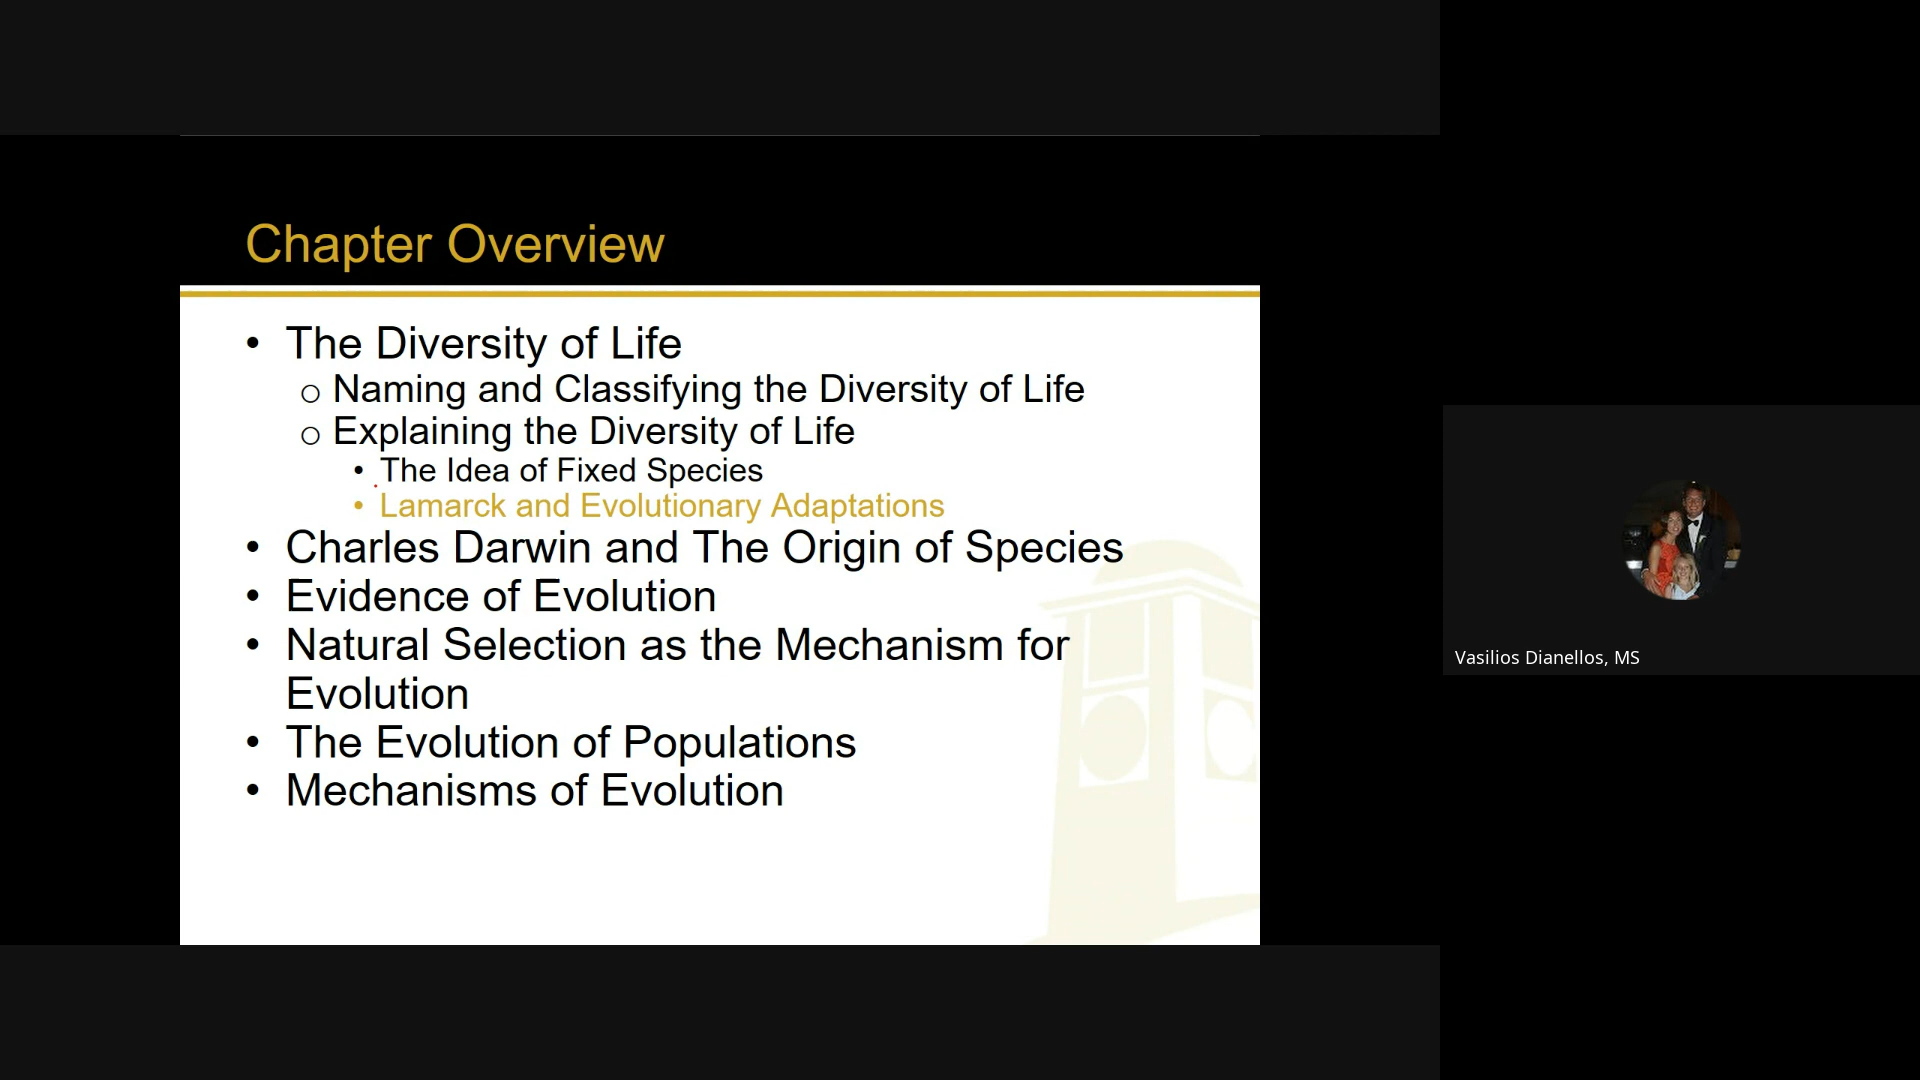 Chapter Overview
• The Diversity of Life
o Naming and Classifying the Diversity of Life
o Explaining the Diversity of Life
• The Idea of Fixed Species
• Lamarck and Evolutionary Adaptations
• Charles Darwin and The Origin of Species
• Evidence of Evolution
• Natural Selection as the Mechanism for
Evolution
• The Evolution of Populations
• Mechanisms of Evolution
Vasilios Dianellos, MS